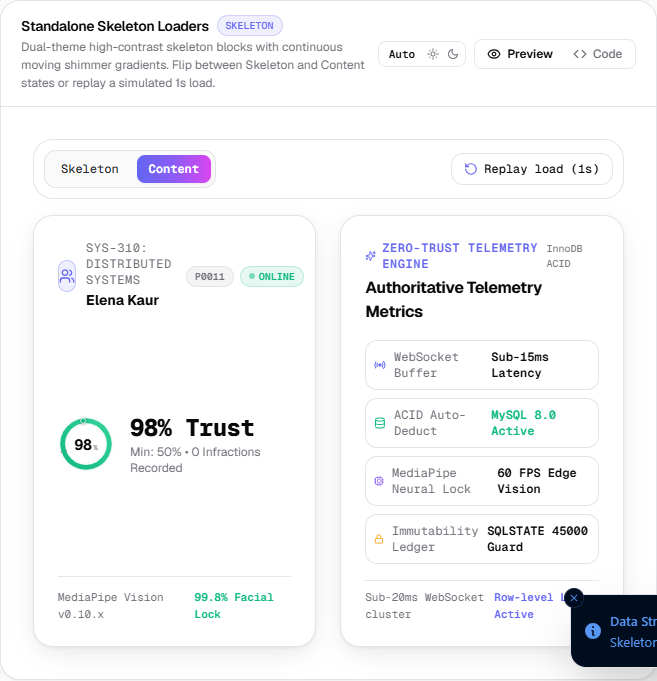 Standalone Skeleton Loaders SKELETON
Dual-theme high-contrast skeleton blocks with continuous
moving shimmer gradients. Flip between Skeleton and Content
states or replay a simulated 1s load.
Auto
Preview
Code
Skeleton
Content
Replay load (1s)
SYS-310:
DISTRIBUTED
SYSTEMS
Elena Kaur
P0011
ONLINE
98%
98% Trust
Min: 50% • 0 Infractions
Recorded
MediaPipe Vision
v0.10.x
99.8% Facial
Lock
ZERO-TRUST TELEMETRY
ENGINE
InnoDB
ACID
Authoritative Telemetry
Metrics
WebSocket
Buffer
Sub-15ms
Latency
ACID Auto-
Deduct
MySQL 8.0
Active
MediaPipe
Neural Lock
60 FPS Edge
Vision
Immutability
Ledger
SQLSTATE 45000
Guard
Sub-20ms WebSocket
cluster
Row-level
Active
Data
Skeleton